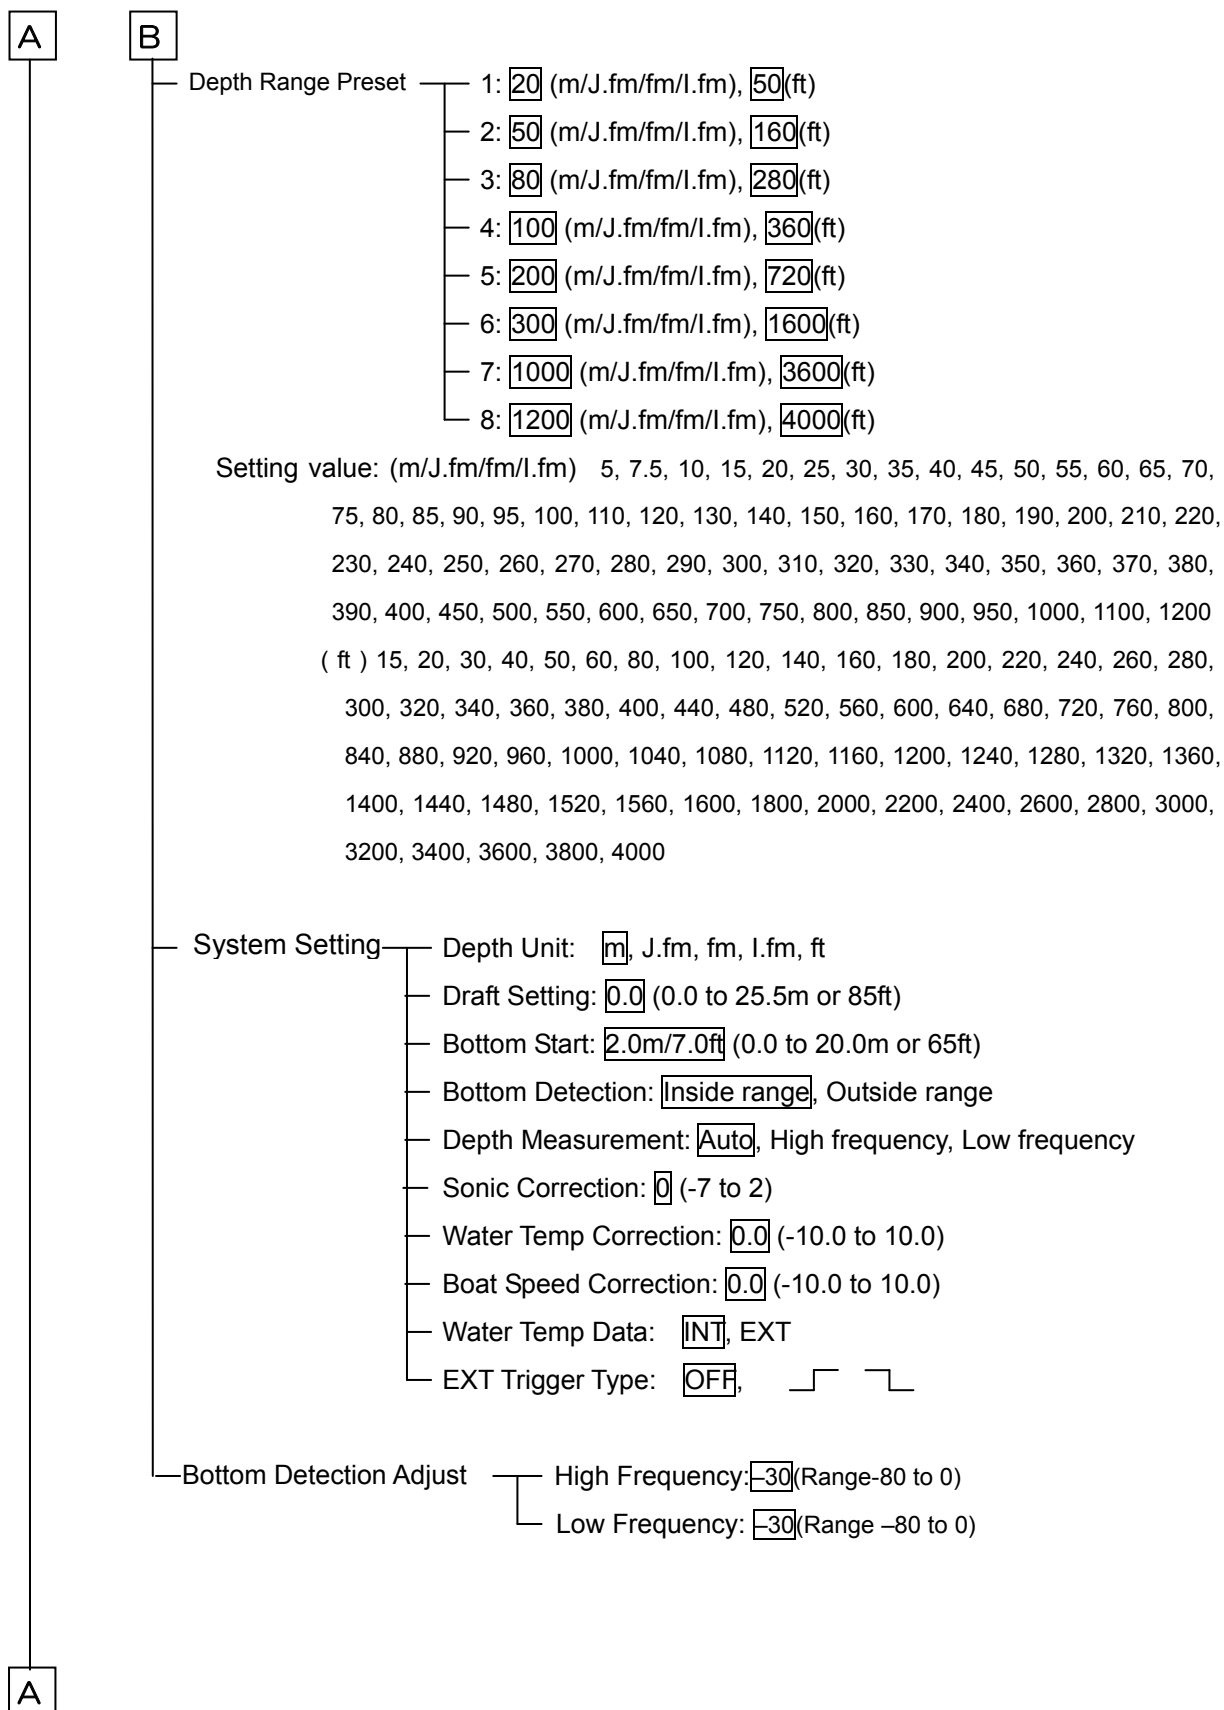 A B
Depth Range Preset 1: 20 (m/J.fm/fm/I.fm), 50(ft)
2: 50 (m/J.fm/fm/I.fm), 160(ft)
3: 80 (m/J.fm/fm/I.fm), 280(ft)
4: 100 (m/J.fm/fm/I.fm), 360(ft)
5: 200 (m/J.fm/fm/I.fm), 720(ft)
6: 300 (m/J.fm/fm/I.fm), 1600(ft)
7: 1000 (m/J.fm/fm/I.fm), 3600(ft)
8: 1200 (m/J.fm/fm/I.fm), 4000(ft)
Setting value: (m/J.fm/fm/I.fm) 5, 7.5, 10, 15, 20, 25, 30, 35, 40, 45, 50, 55, 60, 65, 70,
75, 80, 85, 90, 95, 100, 110, 120, 130, 140, 150, 160, 170, 180, 190, 200, 210, 220,
230, 240, 250, 260, 270, 280, 290, 300, 310, 320, 330, 340, 350, 360, 370, 380,
390, 400, 450, 500, 550, 600, 650, 700, 750, 800, 850, 900, 950, 1000, 1100, 1200
( ft ) 15, 20, 30, 40, 50, 60, 80, 100, 120, 140, 160, 180, 200, 220, 240, 260, 280,
300, 320, 340, 360, 380, 400, 440, 480, 520, 560, 600, 640, 680, 720, 760, 800,
840, 880, 920, 960, 1000, 1040, 1080, 1120, 1160, 1200, 1240, 1280, 1320, 1360,
1400, 1440, 1480, 1520, 1560, 1600, 1800, 2000, 2200, 2400, 2600, 2800, 3000,
3200, 3400, 3600, 3800, 4000
System Setting Depth Unit: m, J.fm, fm, I.fm, ft
Draft Setting: 0.0 (0.0 to 25.5m or 85ft)
Bottom Start: 2.0m/7.0ft (0.0 to 20.0m or 65ft)
Bottom Detection: Inside range, Outside range
Depth Measurement: Auto, High frequency, Low frequency
Sonic Correction: 0 (-7 to 2)
Water Temp Correction: 0.0 (-10.0 to 10.0)
Boat Speed Correction: 0.0 (-10.0 to 10.0)
Water Temp Data: INT, EXT
EXT Trigger Type: OFF,
Bottom Detection Adjust High Frequency:–30(Range-80 to 0)
Low Frequency: –30(Range –80 to 0)
A